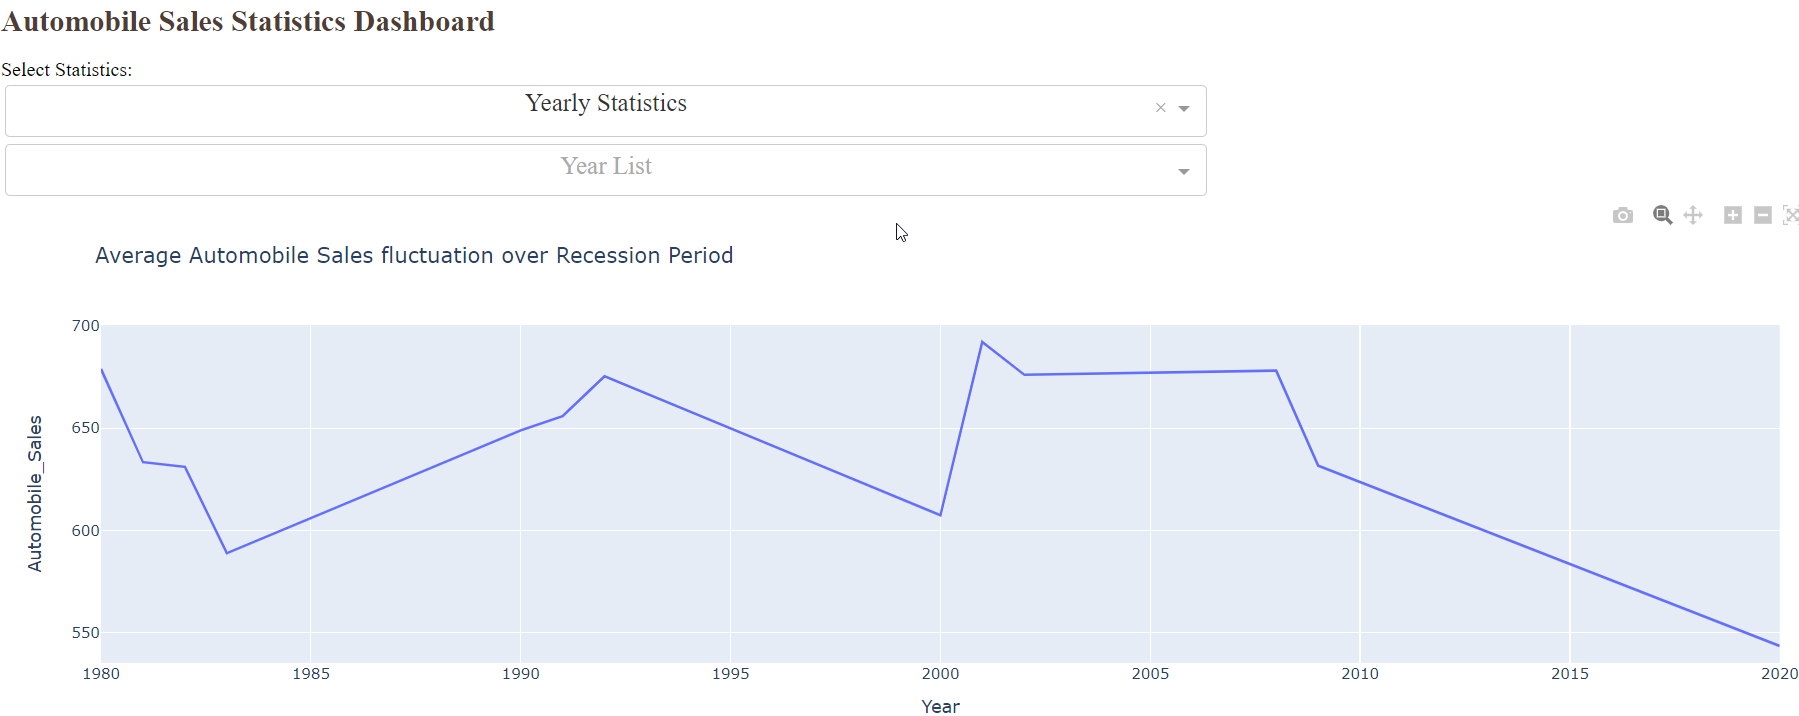 Automobile Sales Statistics Dashboard
Select Statistics:
Yearly Statistics ×
Year List
Average Automobile Sales fluctuation over Recession Period
700
650
600
550
Automobile_Sales
1980 1985 1990 1995 2000 2005 2010 2015 2020
Year